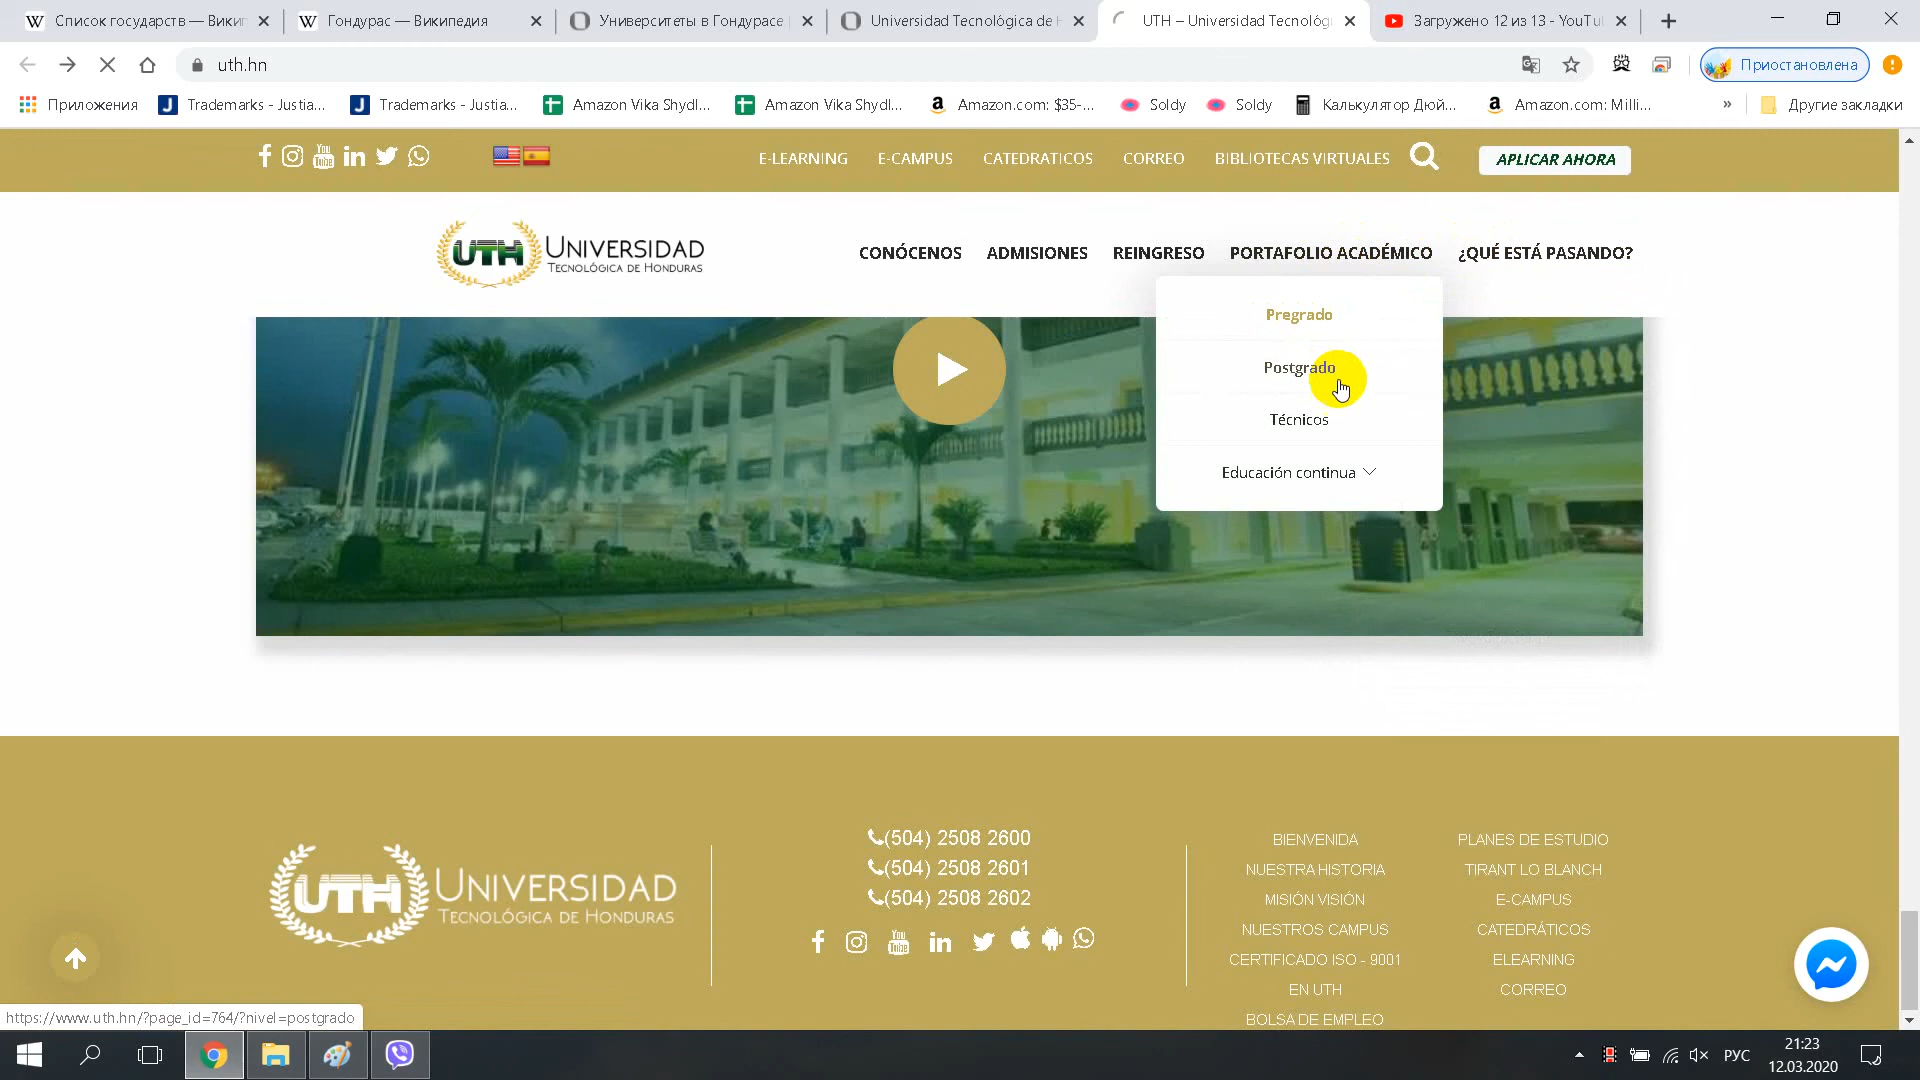 Список государств — Викип
Гондурас — Википедия
Университеты в Гондурасе
Universidad Tecnológica de H
UTH – Universidad Tecnológi
Загружено 12 из 13 - YouTu
uth.hn
Приостановлена
Приложения
Trademarks - Justia...
Trademarks - Justia...
Amazon Vika Shydl...
Amazon Vika Shydl...
Amazon.com: $35-...
Soldy
Soldy
Калькулятор Дюй...
Amazon.com: Milli...
»
Другие закладки
E-LEARNING
E-CAMPUS
CATEDRATICOS
CORREO
BIBLIOTECAS VIRTUALES
APLICAR AHORA
UTH UNIVERSIDAD
TECNOLÓGICA DE HONDURAS
CONÓCENOS
ADMISIONES
REINGRESO
PORTAFOLIO ACADÉMICO
¿QUÉ ESTÁ PASANDO?
Pregrado
Postgrado
Técnicos
Educación continua
UTH UNIVERSIDAD
TECNOLÓGICA DE HONDURAS
(504) 2508 2600
(504) 2508 2601
(504) 2508 2602
BIENVENIDA
NUESTRA HISTORIA
MISIÓN VISIÓN
NUESTROS CAMPUS
CERTIFICADO ISO - 9001
EN UTH
BOLSA DE EMPLEO
PLANES DE ESTUDIO
TIRANT LO BLANCH
E-CAMPUS
CATEDRÁTICOS
ELEARNING
CORREO
https://www.uth.hn/?page_id=764/?nivel=postgrado
РУС
21:23
12.03.2020